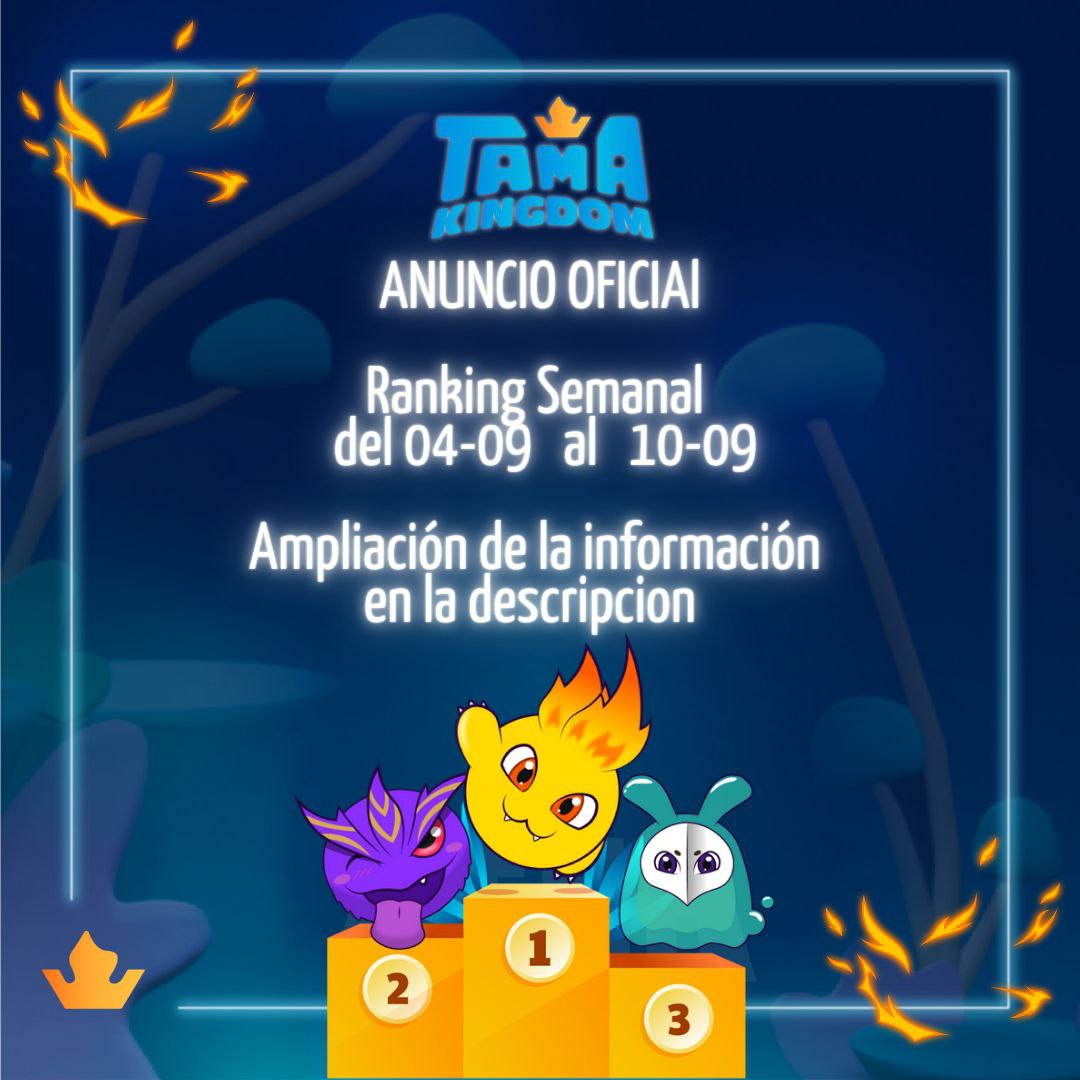 TAMA
KINGDOM
ANUNCIO OFICIAl
Ranking Semanal
del 04-09 al 10-09
Ampliación de la información
en la descripcion
1
2
3